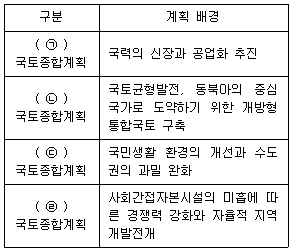 구분 계획 배경
( ㉠ )
국토종합계획
국력의 신장과 공업화 추진
( ㉡ )
국토종합계획
국토균형발전, 동북아의 중심
국가로 도약하기 위한 개방형
통합국토 구축
( ㉢ )
국토종합계획
국민생활 환경의 개선과 수도
권의 과밀 완화
( ㉣ )
국토종합계획
사회간접자본시설의 미흡에 따
른 경쟁력 강화와 자율적 지역
개발전개